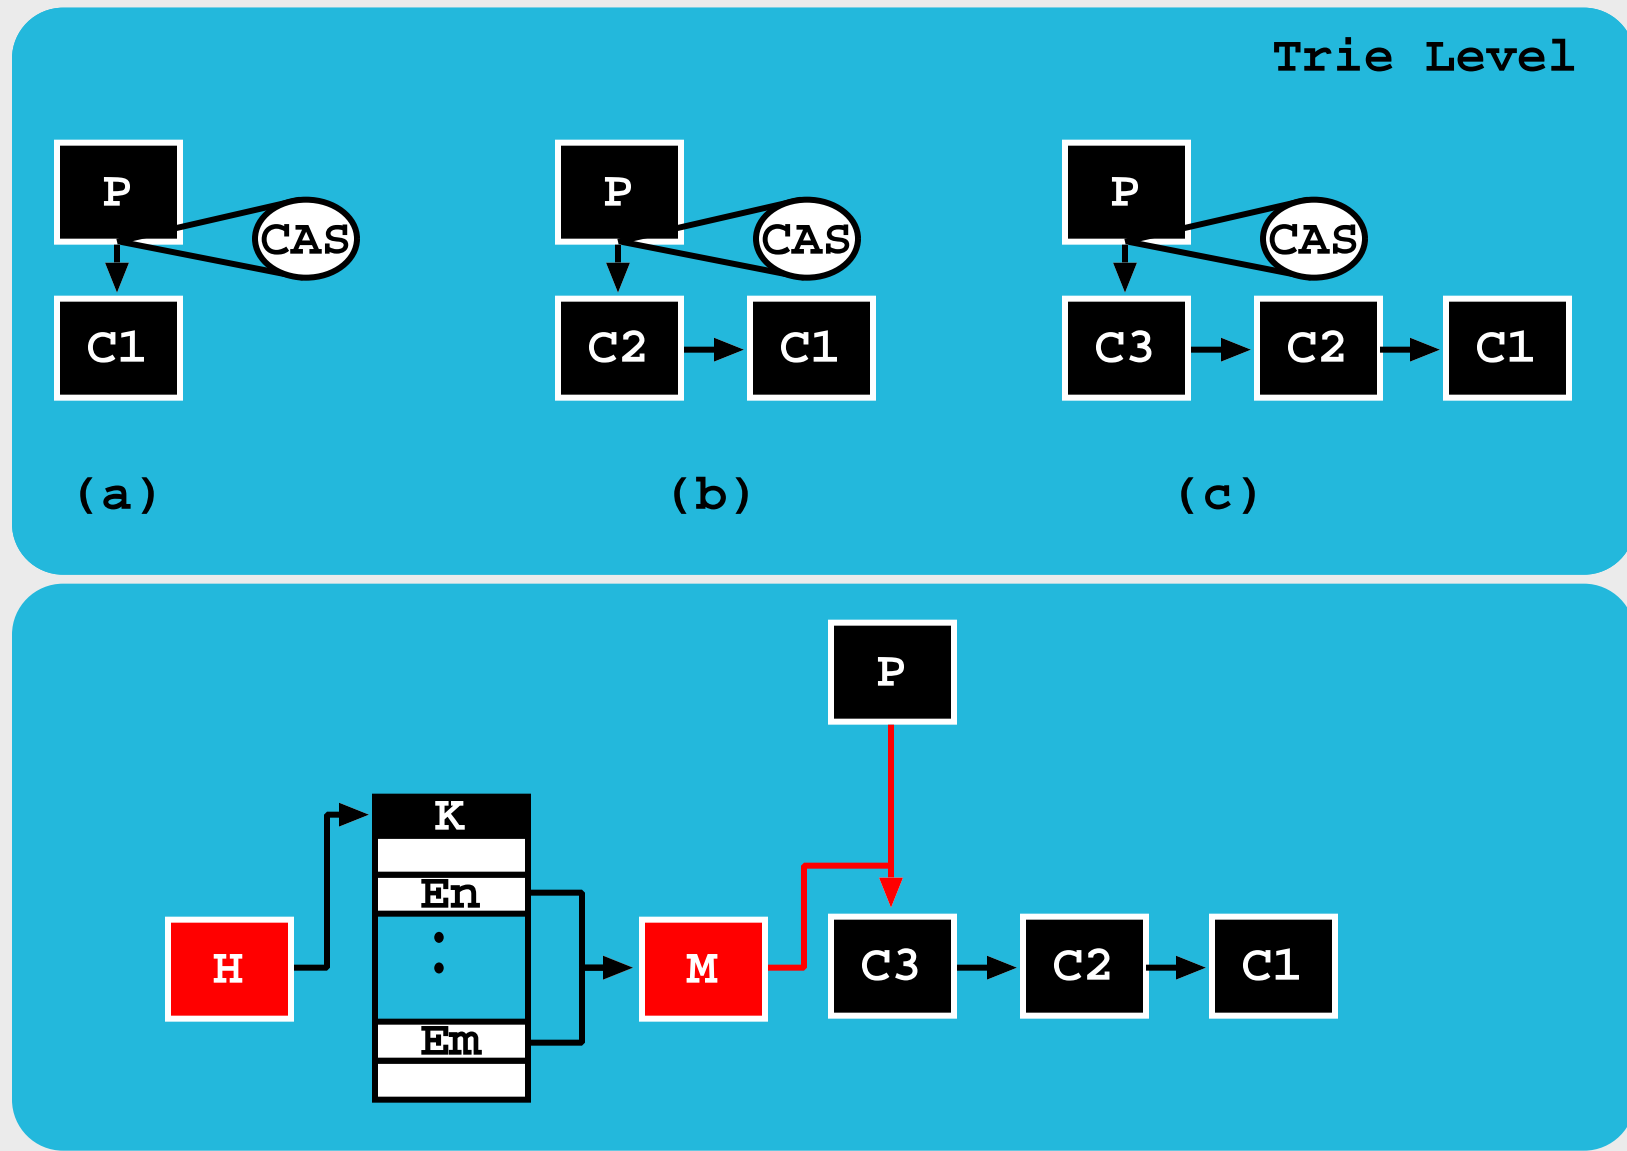 Trie Level
P P P
CAS CAS CAS
C1 C2 C1 C3 C2 C1
(a) (b) (c)
P
K
En
:
H M C3 C2 C1
Em